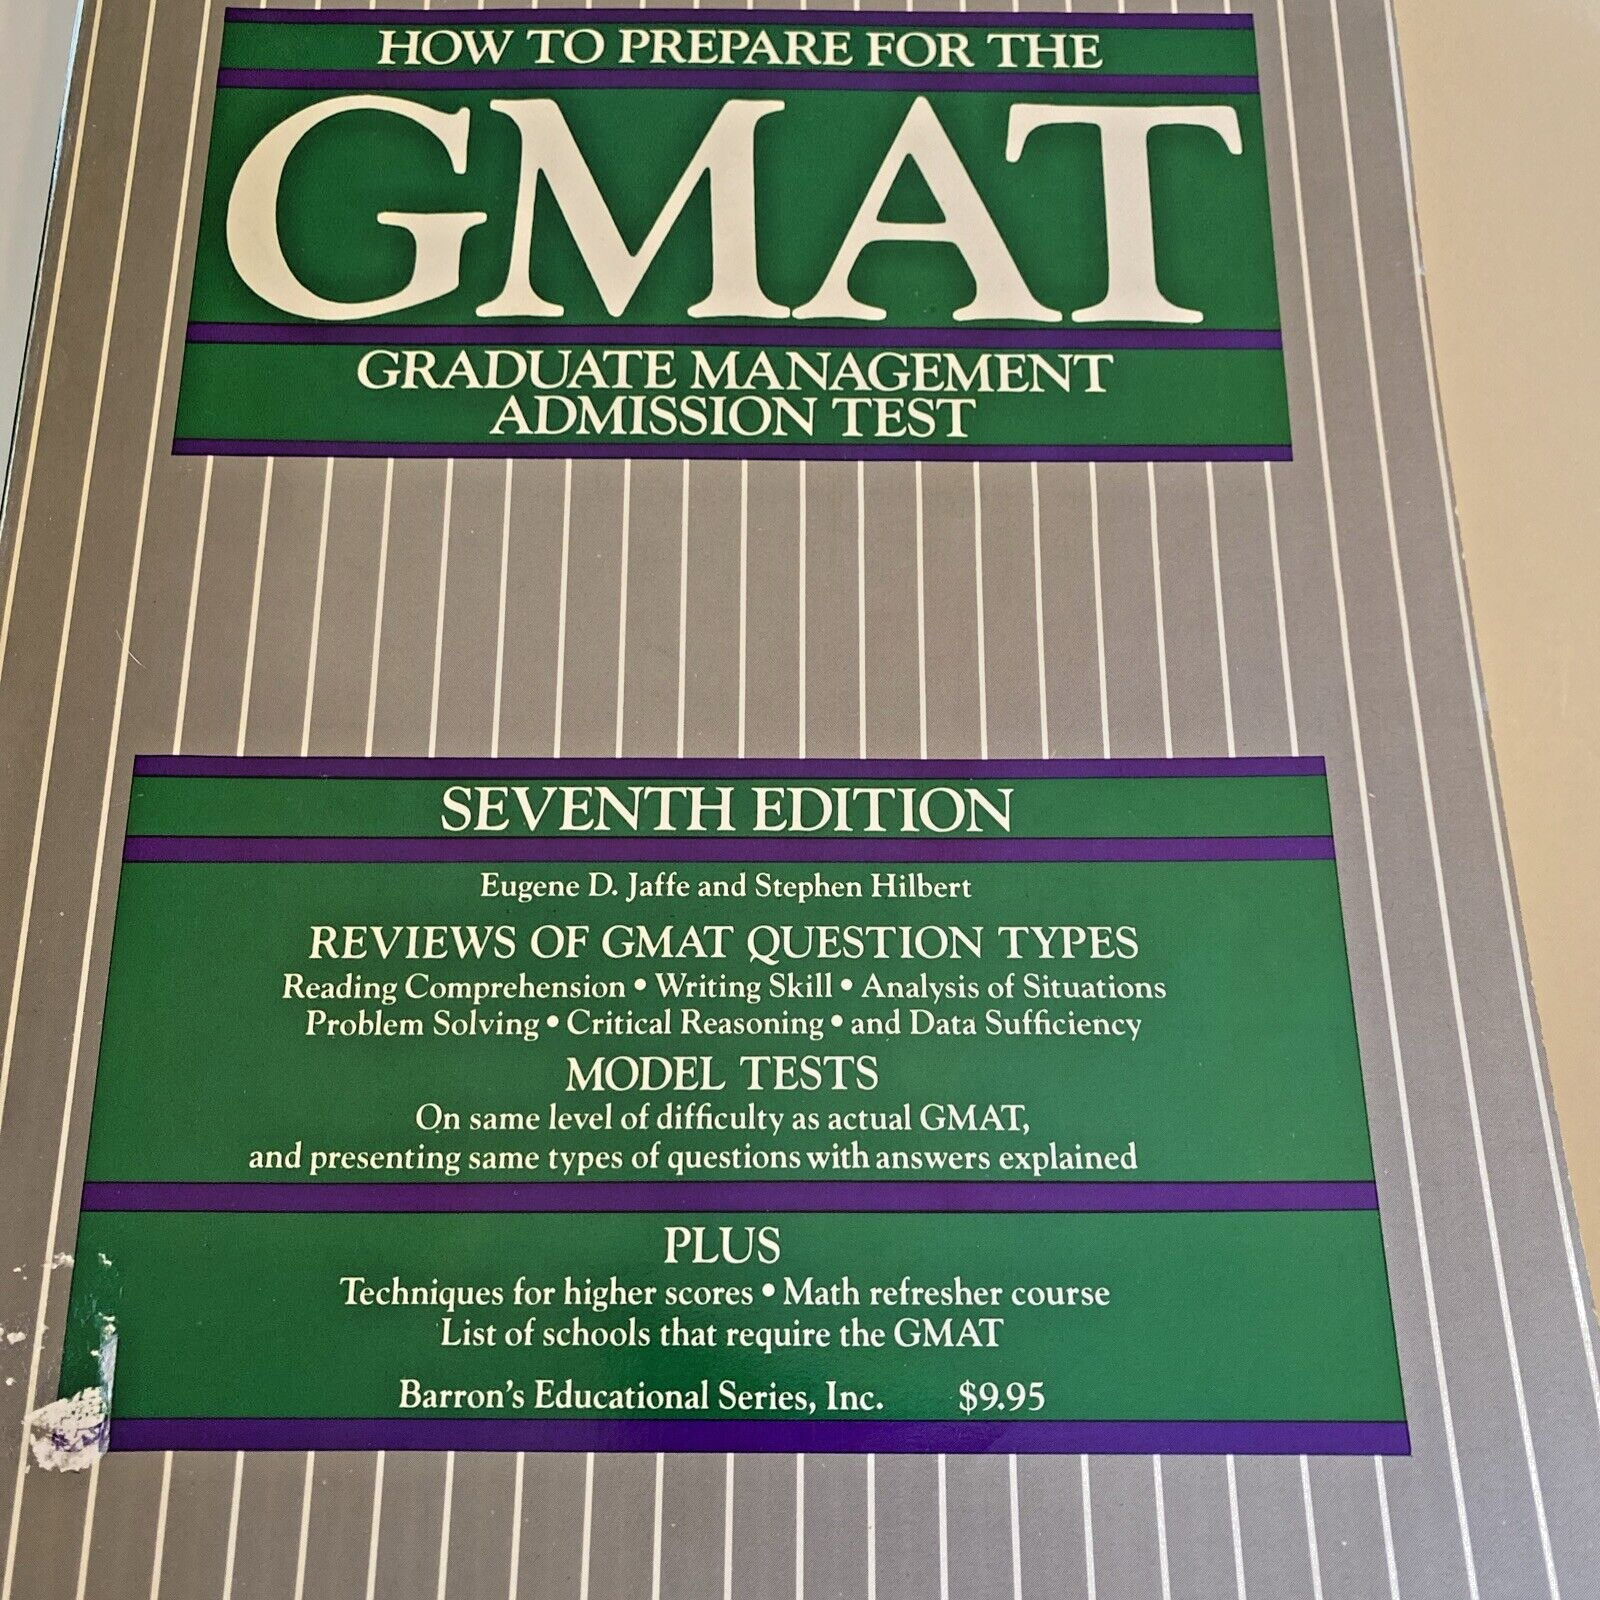 HOW TO PREPARE FOR THE
GMAT
GRADUATE MANAGEMENT
ADMISSION TEST
SEVENTH EDITION
Eugene D. Jaffe and Stephen Hilbert
REVIEWS OF GMAT QUESTION TYPES
Reading Comprehension • Writing Skill • Analysis of Situations
Problem Solving • Critical Reasoning • and Data Sufficiency
MODEL TESTS
On same level of difficulty as actual GMAT,
and presenting same types of questions with answers explained
PLUS
Techniques for higher scores • Math refresher course
List of schools that require the GMAT
Barron's Educational Series, Inc. $9.95